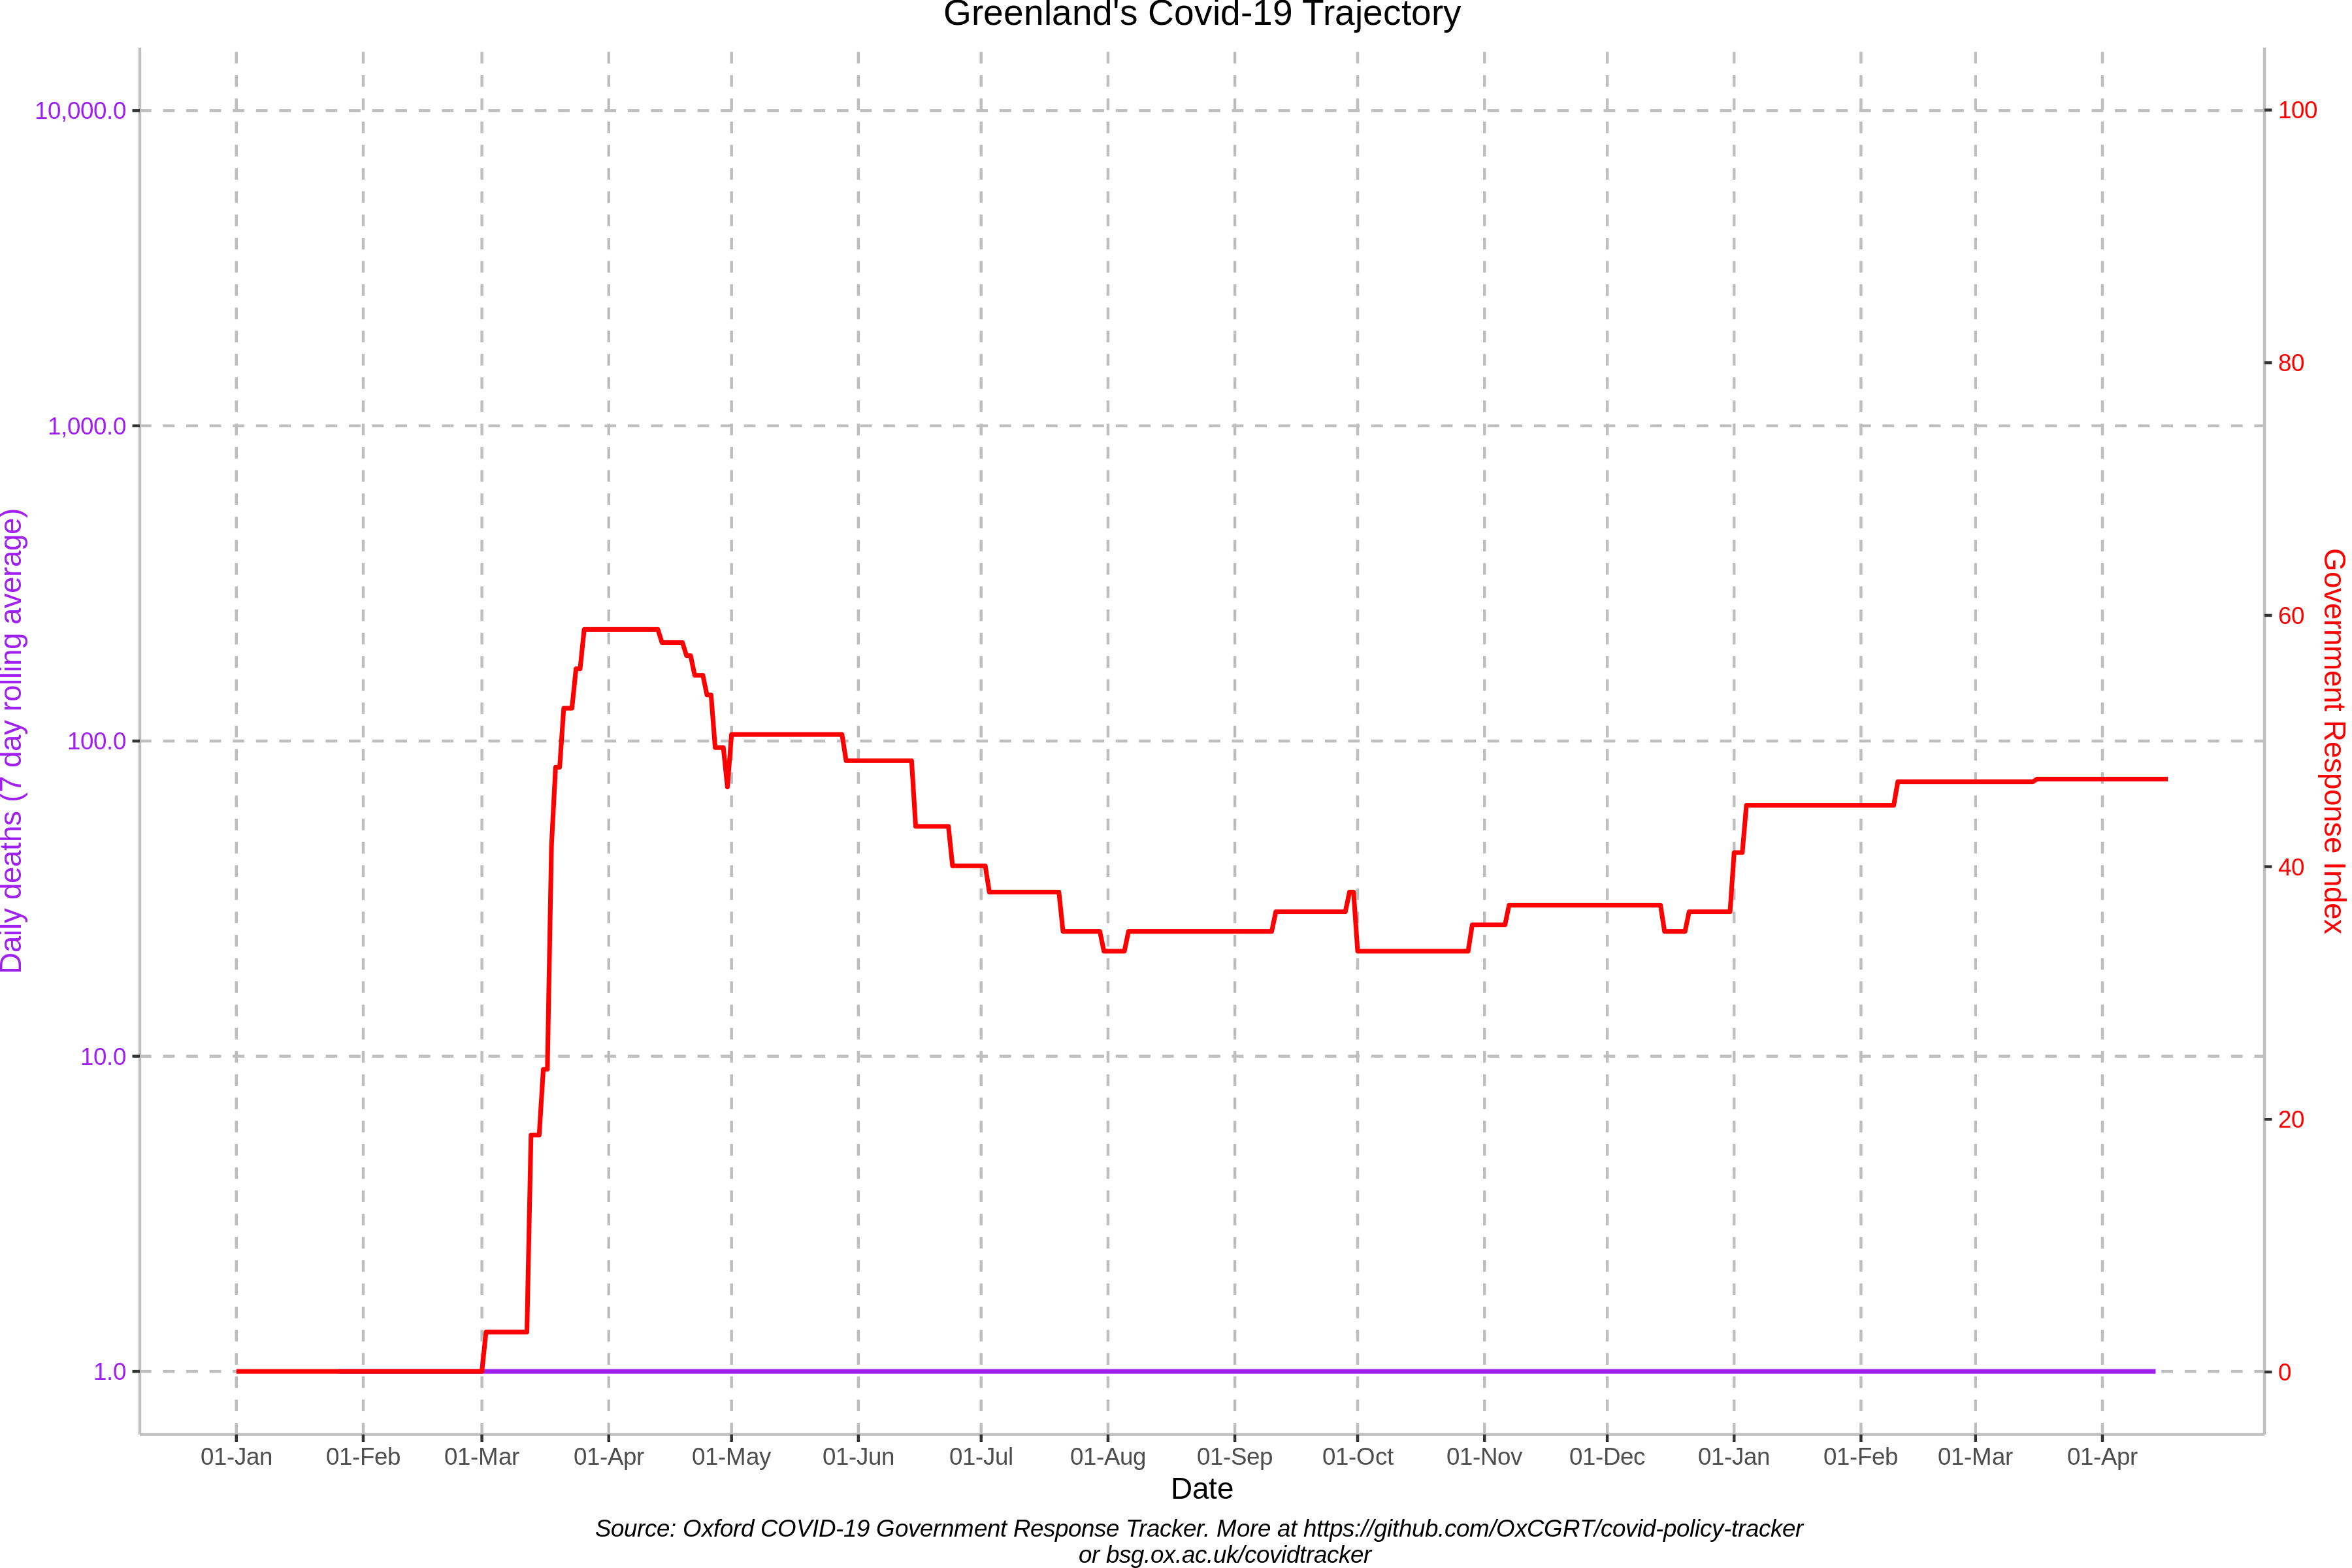 Greenland's Covid-19 Trajectory
10,000.0
1,000.0
100.0
10.0
1.0
Daily deaths (7 day rolling average)
100
80
60
40
20
0
Government Response Index
01-Jan 01-Feb 01-Mar 01-Apr 01-May 01-Jun 01-Jul 01-Aug 01-Sep 01-Oct 01-Nov 01-Dec 01-Jan 01-Feb 01-Mar 01-Apr
Date
Source: Oxford COVID-19 Government Response Tracker. More at https://github.com/OxCGRT/covid-policy-tracker
or bsg.ox.ac.uk/covidtracker